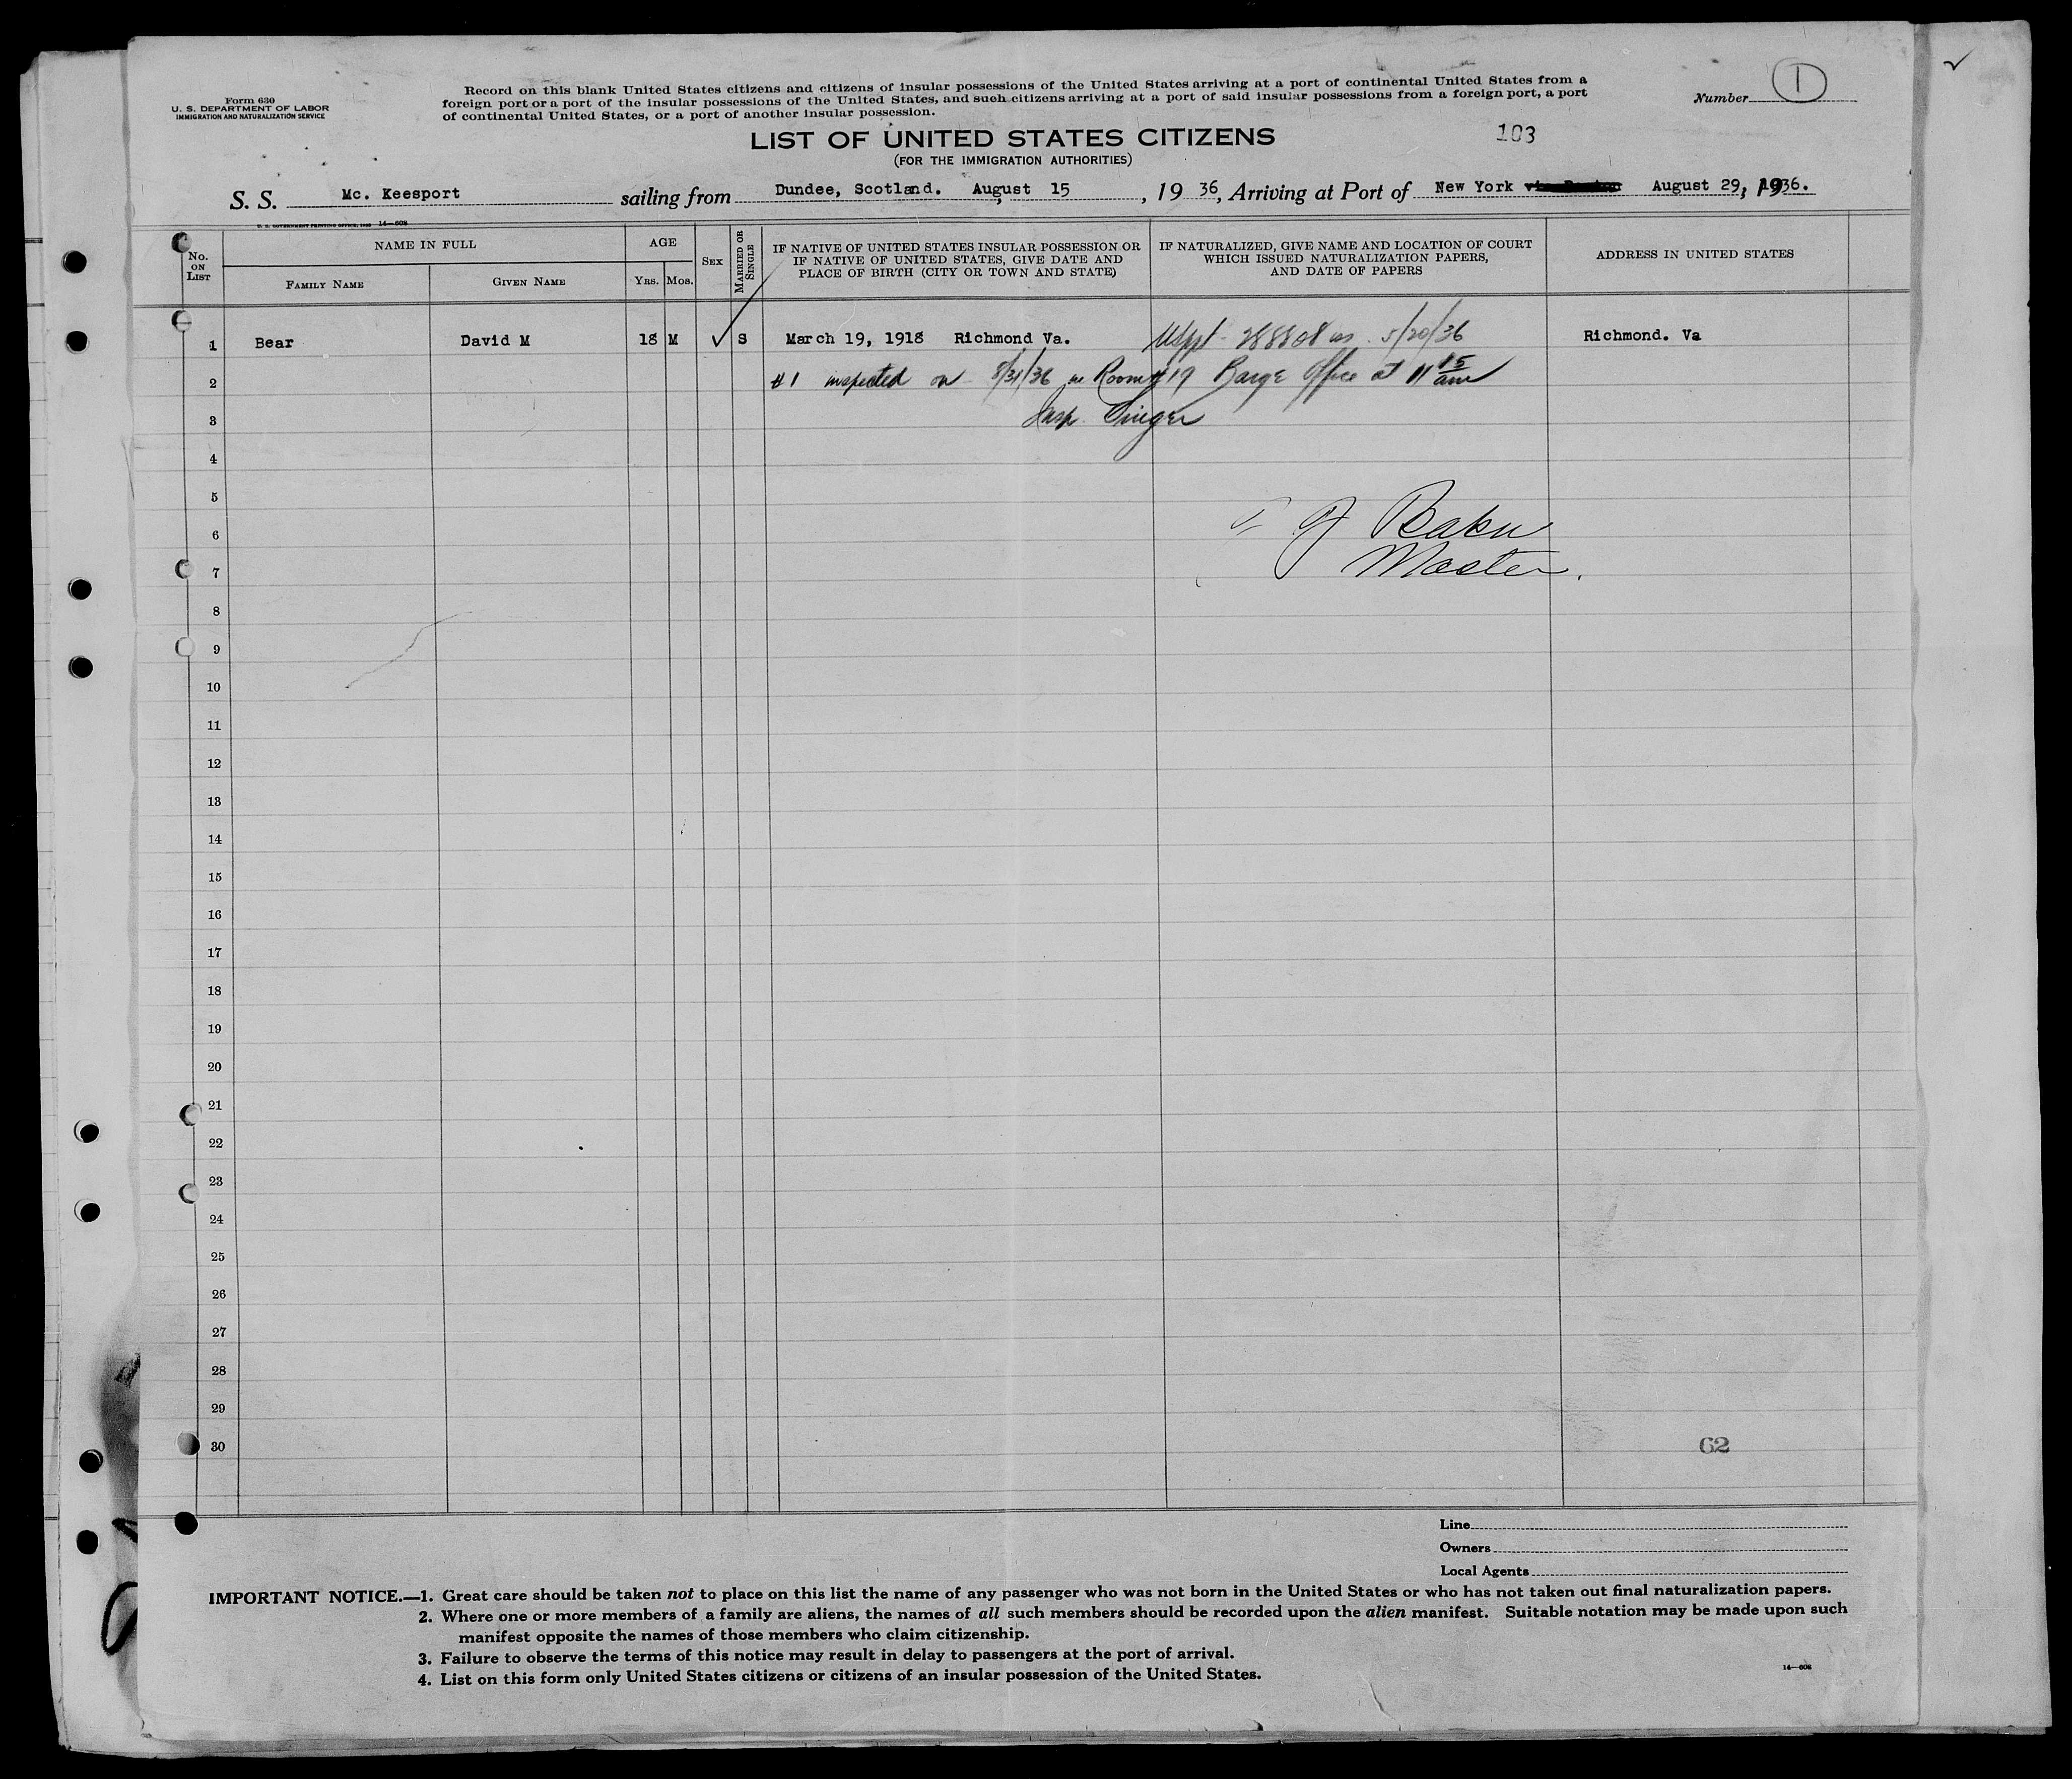 Form 630
U. S. DEPARTMENT OF LABOR
IMMIGRATION AND NATURALIZATION SERVICE
Record on this blank United States citizens and citizens of insular possessions of the United States arriving at a port of continental United States from a
foreign port or a port of the insular possessions of the United States, and such citizens arriving at a port of said insular possessions from a foreign port, a port
of continental United States, or a port of another insular possession.
Number 1
LIST OF UNITED STATES CITIZENS
103
(FOR THE IMMIGRATION AUTHORITIES)
S. S. Mc. Keesport sailing from Dundee, Scotland. August 15, 1936, Arriving at Port of New York August 29, 1936.
14—608
No. ON LIST
NAME IN FULL
FAMILY NAME
GIVEN NAME
AGE
YRS. MOS.
SEX
MARRIED OR SINGLE
IF NATIVE OF UNITED STATES INSULAR POSSESSION OR
IF NATIVE OF UNITED STATES, GIVE DATE AND
PLACE OF BIRTH (CITY OR TOWN AND STATE)
IF NATURALIZED, GIVE NAME AND LOCATION OF COURT
WHICH ISSUED NATURALIZATION PAPERS,
AND DATE OF PAPERS
ADDRESS IN UNITED STATES
1 Bear David M 18 M S March 19, 1918 Richmond Va. 5/20/36 Richmond. Va
2 #1 inspected on 8/31/36 in Room #19 Barge Office at 11 15 am
3 Insp.
4
5
6
7 Master.
8
9
10
11
12
13
14
15
16
17
18
19
20
21
22
23
24
25
26
27
28
29
30
62
Line
Owners
Local Agents
IMPORTANT NOTICE.—1. Great care should be taken not to place on this list the name of any passenger who was not born in the United States or who has not taken out final naturalization papers.
2. Where one or more members of a family are aliens, the names of all such members should be recorded upon the alien manifest. Suitable notation may be made upon such
manifest opposite the names of those members who claim citizenship.
3. Failure to observe the terms of this notice may result in delay to passengers at the port of arrival.
4. List on this form only United States citizens or citizens of an insular possession of the United States.
14—608